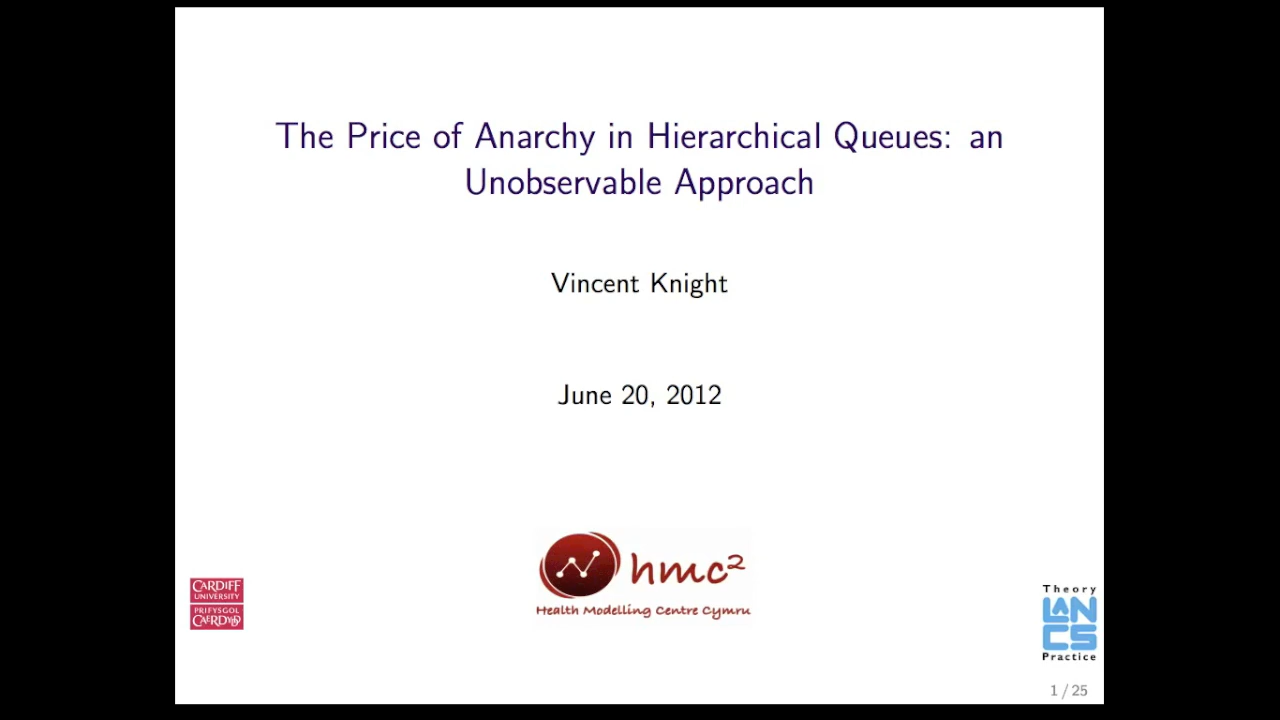 The Price of Anarchy in Hierarchical Queues: an
Unobservable Approach
Vincent Knight
June 20, 2012
hmc²
Health Modelling Centre Cymru
CARDIFF
UNIVERSITY
PRIFYSGOL
CAERDYDD
Theory
LANCS
Practice
1 / 25